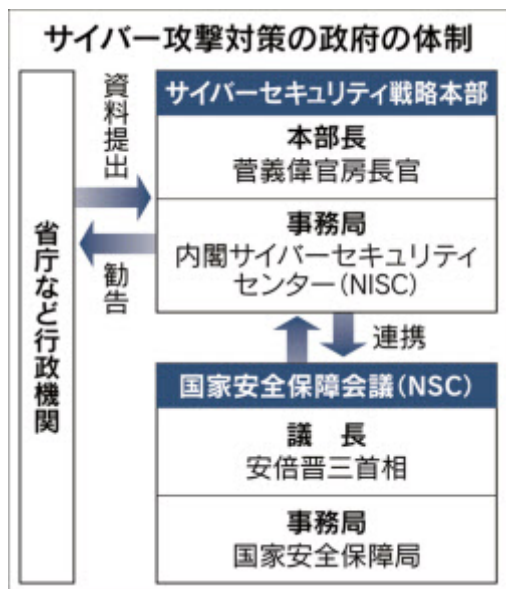 サイバー攻撃対策の政府の体制
資料提出
勧告
省庁など行政機関
サイバーセキュリティ戦略本部
本部長
菅義偉官房長官
事務局
内閣サイバーセキュリティ
センター(NISC)
連携
国家安全保障会議(NSC)
議　長
安倍晋三首相
事務局
国家安全保障局